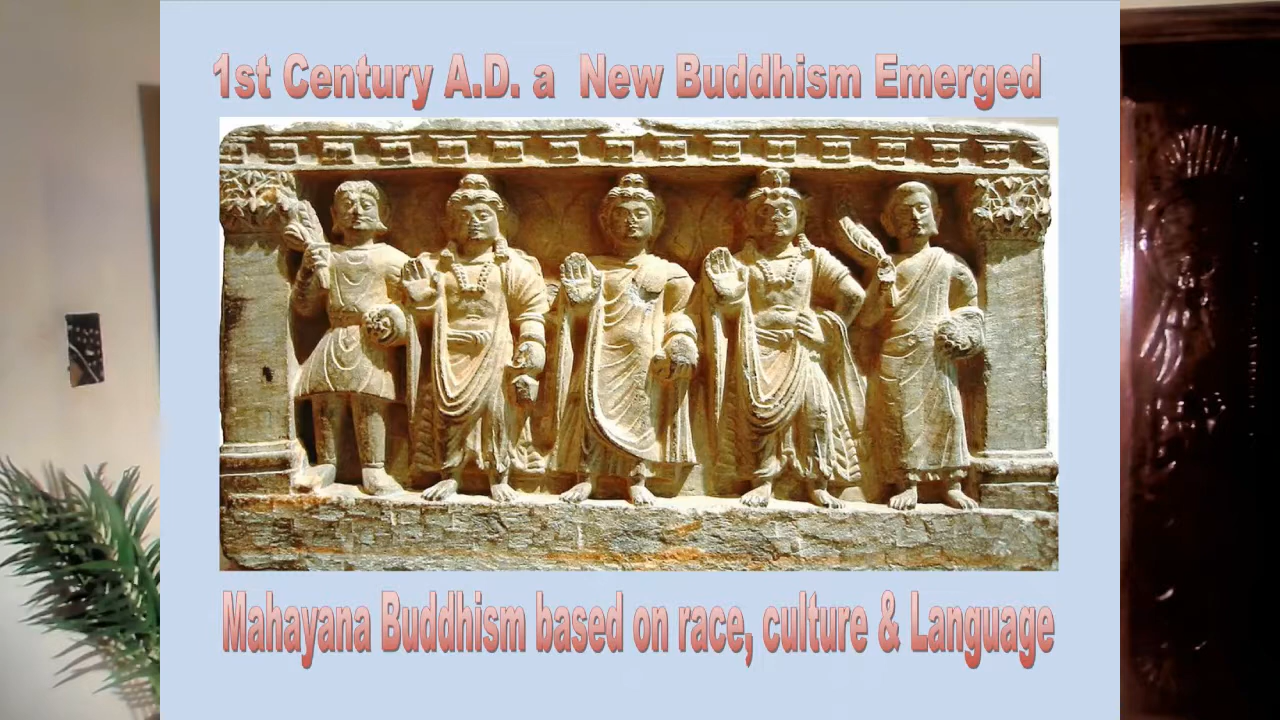 1st Century A.D. a New Buddhism Emerged
Mahayana Buddhism based on race, culture & Language